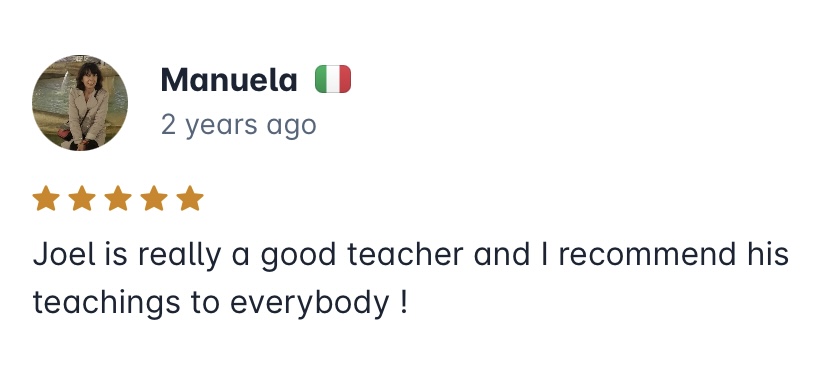 Manuela
2 years ago
Joel is really a good teacher and I recommend his
teachings to everybody !